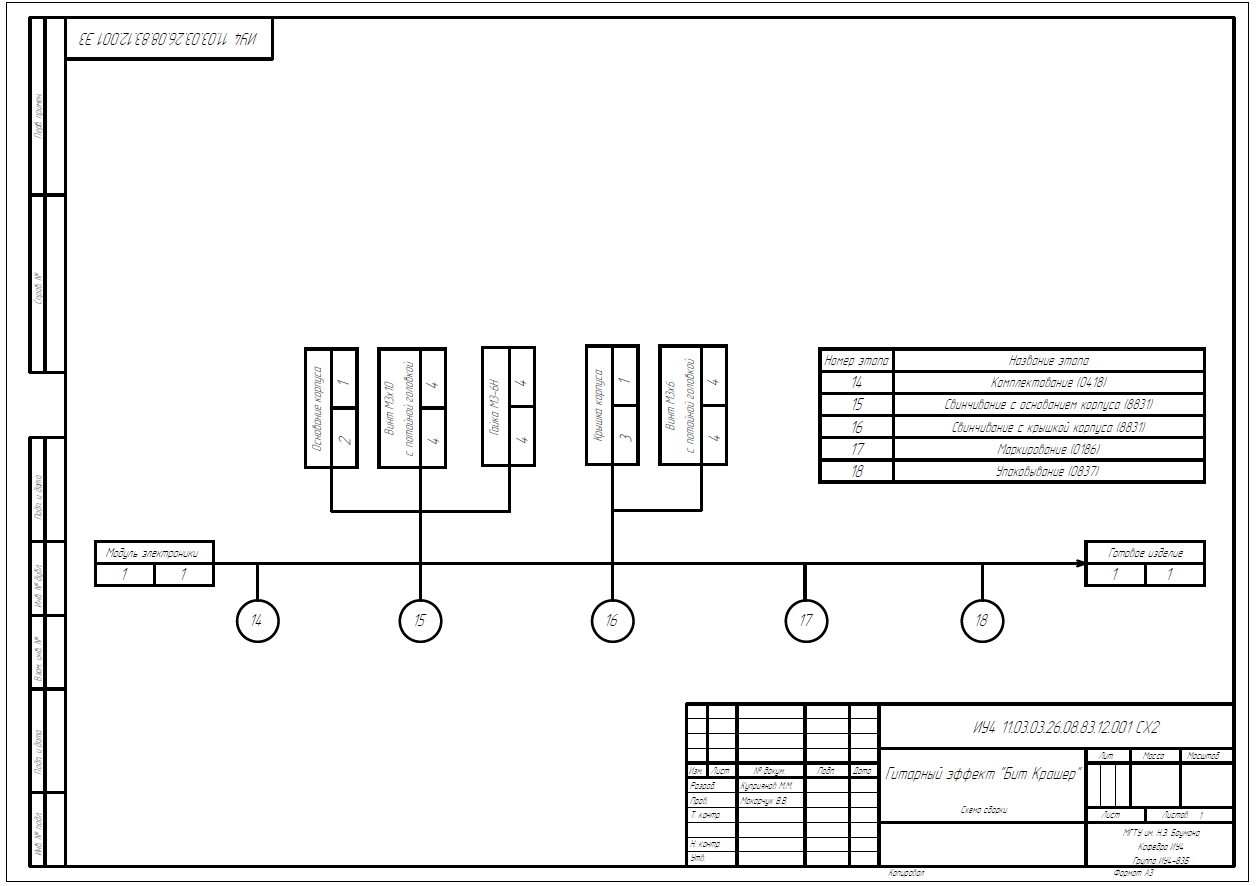 ИУ4 11.03.03.26.08.83.12.001 ЭЭ
Перв. примен.
Справ. №
Подп. и дата
Инв. № дубл.
Взам. инв. №
Подп. и дата
Инв. № подл.
Основание корпуса
2
1
Винт М3х10
с потайной головкой
4
4
Гайка М3-6Н
4
4
Крышка корпуса
3
1
Винт М3х6
с потайной головкой
4
4
Номер этапа Название этапа
14 Комплектование (0418)
15 Свинчивание с основанием корпуса (8831)
16 Свинчивание с крышкой корпуса (8831)
17 Маркирование (0186)
18 Упаковывание (0837)
Модуль электроники
1 1
Готовое изделие
1 1
14 15 16 17 18
ИУ4 11.03.03.26.08.83.12.001 СХ2
Изм. Лист № докум. Подп. Дата
Разраб. Куприянов М.М.
Пров. Макарчук В.В.
Т. контр.
Н. контр.
Утв.
Гитарный эффект "Бит Крашер"
Схема сборки
Лит. Масса Масштаб
Лист Листов 1
МГТУ им. Н.Э. Баумана
Кафедра ИУ4
Группа ИУ4-83Б
Копировал Формат А3